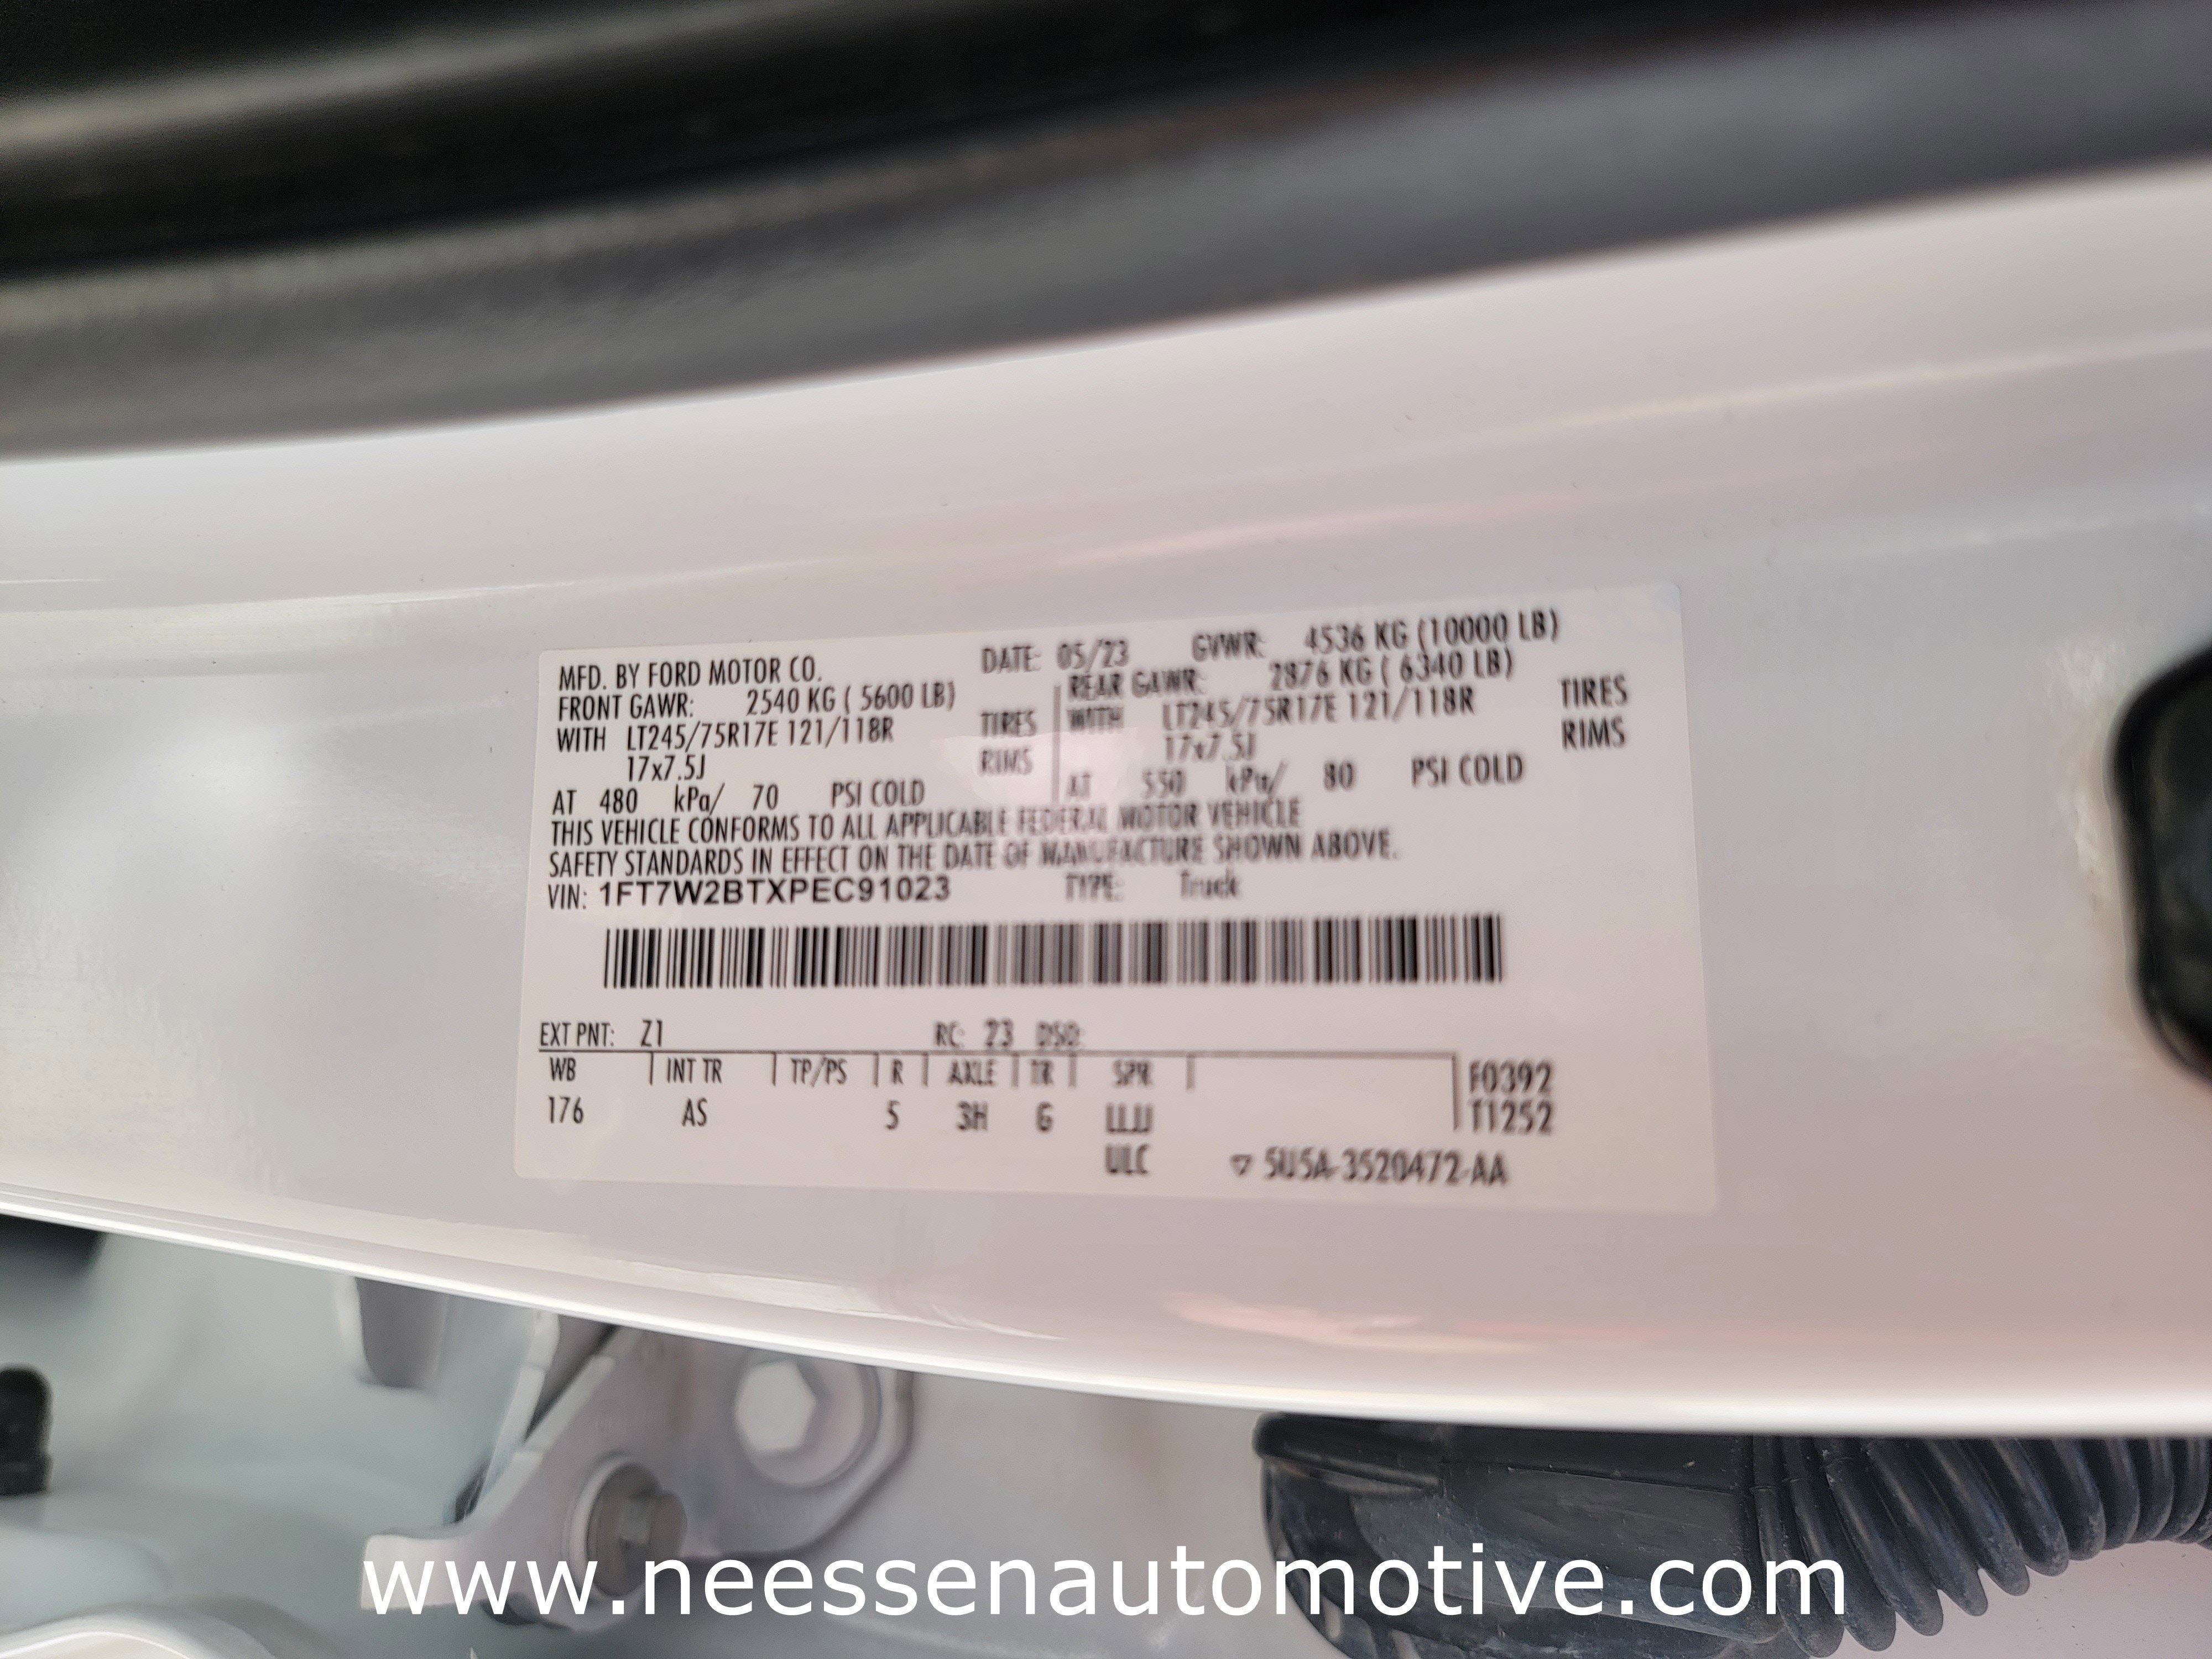 MFD. BY FORD MOTOR CO. DATE: 05/23 GVWR: 4536 KG (10000 LB)
FRONT GAWR: 2540 KG ( 5600 LB) REAR GAWR: 2876 KG ( 6340 LB)
WITH LT245/75R17E 121/118R TIRES WITH LT245/75R17E 121/118R TIRES
17x7.5J RIMS 17x7.5J RIMS
AT 480 kPa/ 70 PSI COLD AT 550 kPa/ 80 PSI COLD
THIS VEHICLE CONFORMS TO ALL APPLICABLE FEDERAL MOTOR VEHICLE
SAFETY STANDARDS IN EFFECT ON THE DATE OF MANUFACTURE SHOWN ABOVE.
VIN: 1FT7W2BTXPEC91023 TYPE: Truck
EXT PNT: Z1 RC: 23 DSO:
WB INT TR TP/PS R AXLE TR SPR F0392
176 AS 5 3H G LLJJ T1252
ULC ▽ 5U5A-3520472-AA
www.neessenautomotive.com